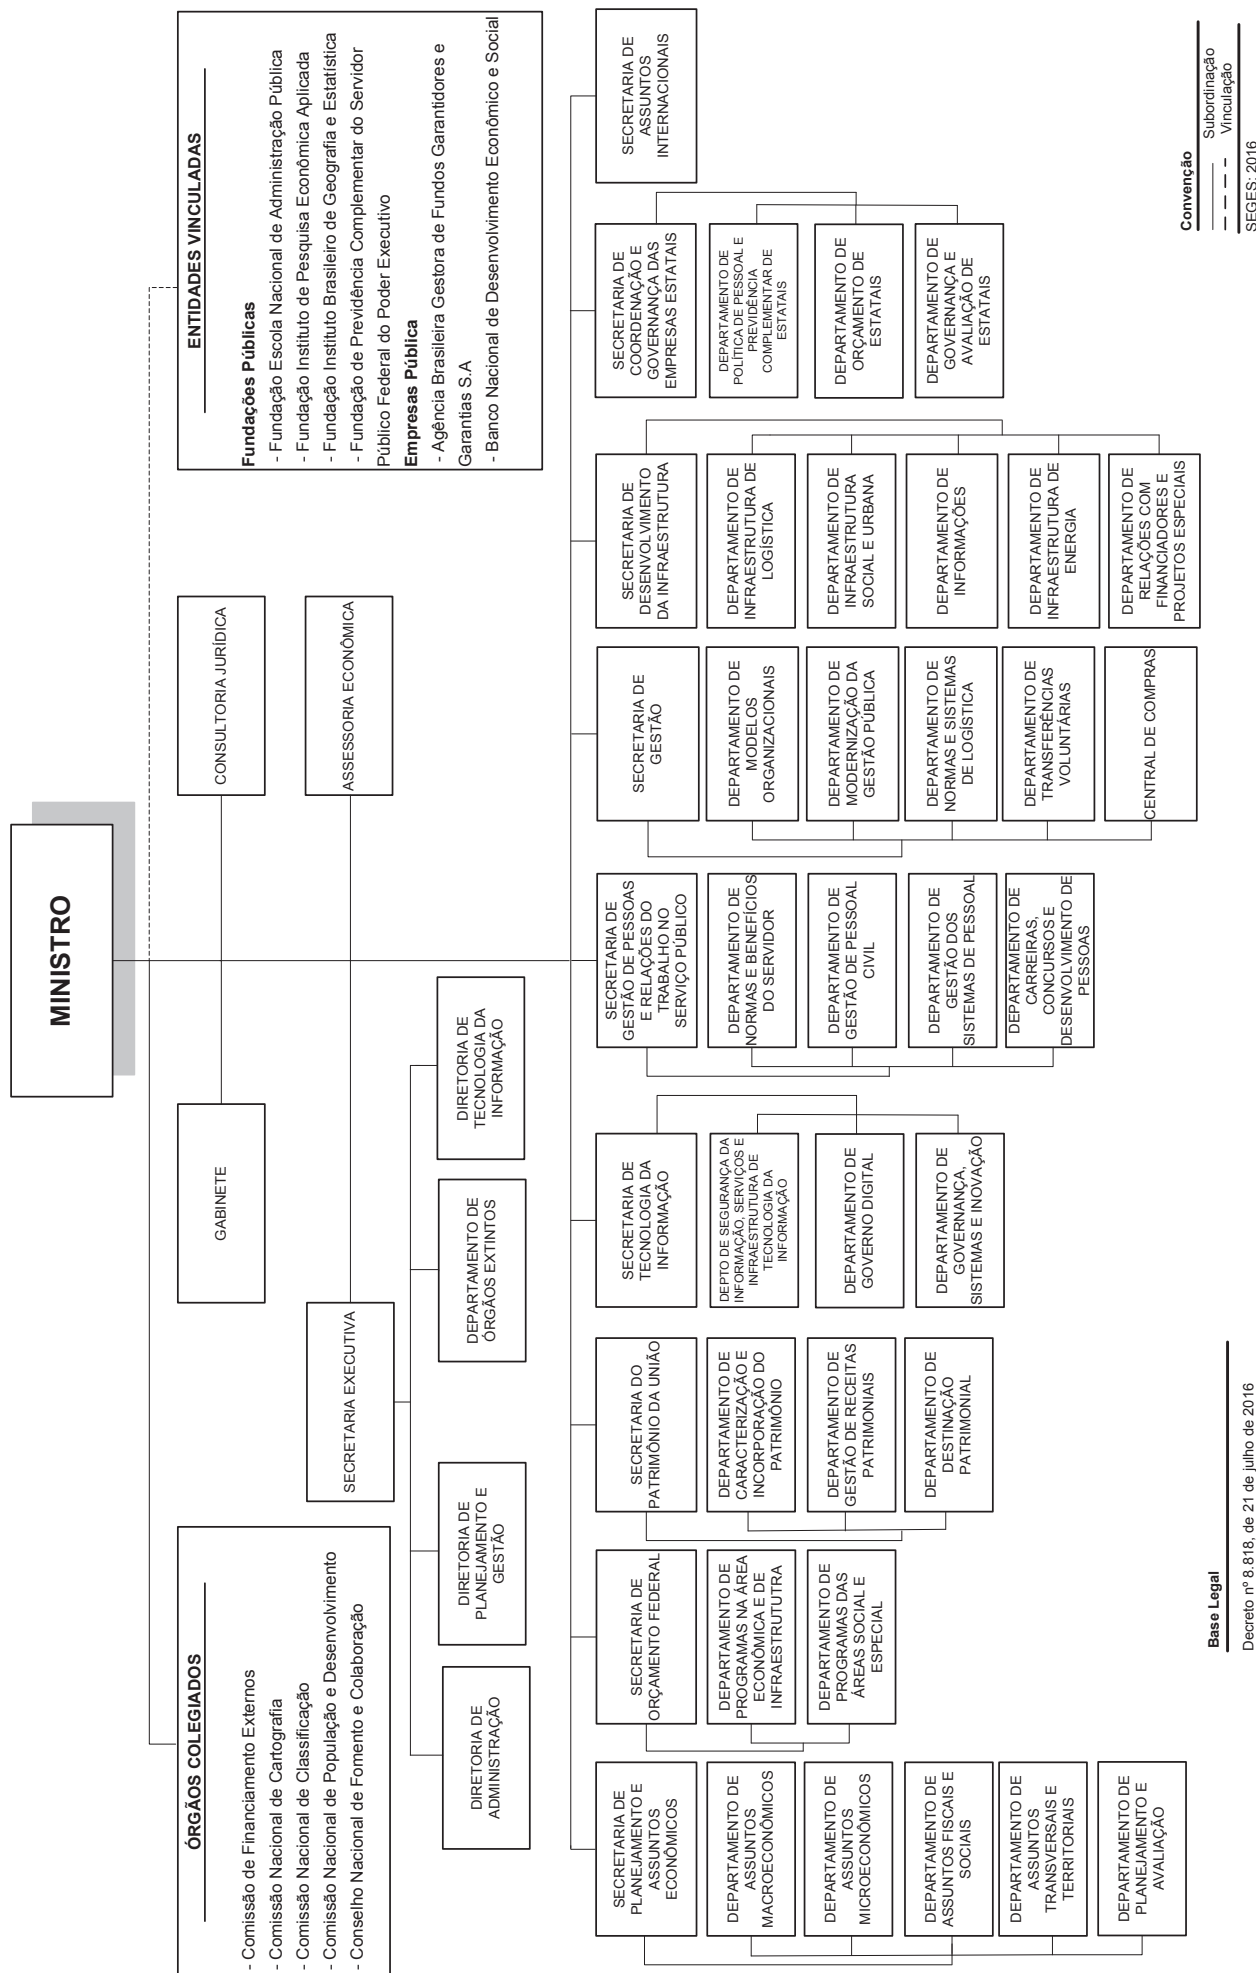 MINISTRO
ÓRGÃOS COLEGIADOS
- Comissão de Financiamento Externos
- Comissão Nacional de Cartografia
- Comissão Nacional de Classificação
- Comissão Nacional de População e Desenvolvimento
- Conselho Nacional de Fomento e Colaboração
GABINETE
CONSULTORIA JURÍDICA
SECRETARIA EXECUTIVA
ASSESSORIA ECONÔMICA
ENTIDADES VINCULADAS
Fundações Públicas
- Fundação Escola Nacional de Administração Pública
- Fundação Instituto de Pesquisa Econômica Aplicada
- Fundação Instituto Brasileiro de Geografia e Estatística
- Fundação de Previdência Complementar do Servidor
Público Federal do Poder Executivo
Empresas Pública
- Agência Brasileira Gestora de Fundos Garantidores e
Garantias S.A
- Banco Nacional de Desenvolvimento Econômico e Social
DIRETORIA DE
ADMINISTRAÇÃO
DIRETORIA DE
PLANEJAMENTO E
GESTÃO
DEPARTAMENTO DE
ÓRGÃOS EXTINTOS
DIRETORIA DE
TECNOLOGIA DA
INFORMAÇÃO
SECRETARIA DE
PLANEJAMENTO E
ASSUNTOS
ECONÔMICOS
DEPARTAMENTO DE
ASSUNTOS
MACROECONÔMICOS
DEPARTAMENTO DE
ASSUNTOS
MICROECONÔMICOS
DEPARTAMENTO DE
ASSUNTOS FISCAIS E
SOCIAIS
DEPARTAMENTO DE
ASSUNTOS
TRANSVERSAIS E
TERRITORIAIS
DEPARTAMENTO DE
PLANEJAMENTO E
AVALIAÇÃO
SECRETARIA DE
ORÇAMENTO FEDERAL
DEPARTAMENTO DE
PROGRAMAS NA ÁREA
ECONÔMICA E DE
INFRAESTRUTUTRA
DEPARTAMENTO DE
PROGRAMAS DAS
ÁREAS SOCIAL E
ESPECIAL
SECRETARIA DO
PATRIMÔNIO DA UNIÃO
DEPARTAMENTO DE
CARACTERIZAÇÃO E
INCORPORAÇÃO DO
PATRIMÔNIO
DEPARTAMENTO DE
GESTÃO DE RECEITAS
PATRIMONIAIS
DEPARTAMENTO DE
DESTINAÇÃO
PATRIMONIAL
SECRETARIA DE
TECNOLOGIA DA
INFORMAÇÃO
DEPTO DE SEGURANÇA DA
INFORMAÇÃO, SERVIÇOS E
INFRAESTRUTURA DE
TECNOLOGIA DA
INFORMAÇÃO
DEPARTAMENTO DE
GOVERNO DIGITAL
DEPARTAMENTO DE
GOVERNANÇA,
SISTEMAS E INOVAÇÃO
SECRETARIA DE
GESTÃO DE PESSOAS
E RELAÇÕES DO
TRABALHO NO
SERVIÇO PÚBLICO
DEPARTAMENTO DE
NORMAS E BENEFÍCIOS
DO SERVIDOR
DEPARTAMENTO DE
GESTÃO DE PESSOAL
CIVIL
DEPARTAMENTO DE
GESTÃO DOS
SISTEMAS DE PESSOAL
DEPARTAMENTO DE
CARREIRAS,
CONCURSOS E
DESENVOLVIMENTO DE
PESSOAS
SECRETARIA DE
GESTÃO
DEPARTAMENTO DE
MODELOS
ORGANIZACIONAIS
DEPARTAMENTO DE
MODERNIZAÇÃO DA
GESTÃO PÚBLICA
DEPARTAMENTO DE
NORMAS E SISTEMAS
DE LOGÍSTICA
DEPARTAMENTO DE
TRANSFERÊNCIAS
VOLUNTÁRIAS
CENTRAL DE COMPRAS
SECRETARIA DE
DESENVOLVIMENTO
DA INFRAESTRUTURA
DEPARTAMENTO DE
INFRAESTRUTURA DE
LOGÍSTICA
DEPARTAMENTO DE
INFRAESTRUTURA
SOCIAL E URBANA
DEPARTAMENTO DE
INFORMAÇÕES
DEPARTAMENTO DE
INFRAESTRUTURA DE
ENERGIA
DEPARTAMENTO DE
RELAÇÕES COM
FINANCIADORES E
PROJETOS ESPECIAIS
SECRETARIA DE
COORDENAÇÃO E
GOVERNANÇA DAS
EMPRESAS ESTATAIS
DEPARTAMENTO DE
POLÍTICA DE PESSOAL E
PREVIDÊNCIA
COMPLEMENTAR DE
ESTATAIS
DEPARTAMENTO DE
ORÇAMENTO DE
ESTATAIS
DEPARTAMENTO DE
GOVERNANÇA E
AVALIAÇÃO DE
ESTATAIS
SECRETARIA DE
ASSUNTOS
INTERNACIONAIS
Base Legal
Decreto nº 8.818, de 21 de julho de 2016
Convenção
Subordinação
Vinculação
SEGES: 2016